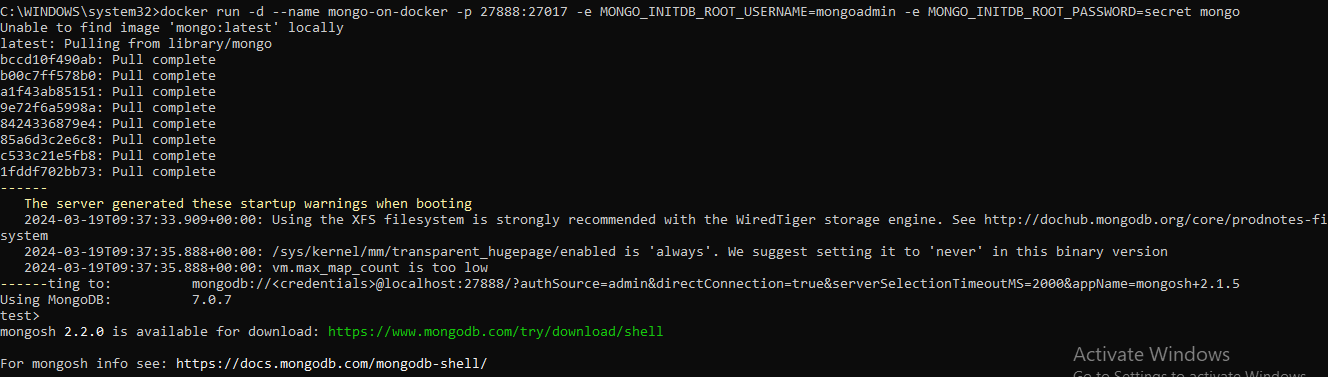 C:\WINDOWS\system32>docker run -d --name mongo-on-docker -p 27888:27017 -e MONGO_INITDB_ROOT_USERNAME=mongoadmin -e MONGO_INITDB_ROOT_PASSWORD=secret mongo
Unable to find image 'mongo:latest' locally
latest: Pulling from library/mongo
bccd10f490ab: Pull complete
b00c7ff578b0: Pull complete
a1f43ab85151: Pull complete
9e72f6a5998a: Pull complete
8424336879e4: Pull complete
85a6d3c2e6c8: Pull complete
c533c21e5fb8: Pull complete
1fddf702bb73: Pull complete
------
   The server generated these startup warnings when booting
   2024-03-19T09:37:33.909+00:00: Using the XFS filesystem is strongly recommended with the WiredTiger storage engine. See http://dochub.mongodb.org/core/prodnotes-fi
system
   2024-03-19T09:37:35.888+00:00: /sys/kernel/mm/transparent_hugepage/enabled is 'always'. We suggest setting it to 'never' in this binary version
   2024-03-19T09:37:35.888+00:00: vm.max_map_count is too low
------ting to:          mongodb://<credentials>@localhost:27888/?authSource=admin&directConnection=true&serverSelectionTimeoutMS=2000&appName=mongosh+2.1.5
Using MongoDB:          7.0.7
test>
mongosh 2.2.0 is available for download: https://www.mongodb.com/try/download/shell
For mongosh info see: https://docs.mongodb.com/mongodb-shell/
Activate Windows
Go to Settings to activate Windows.